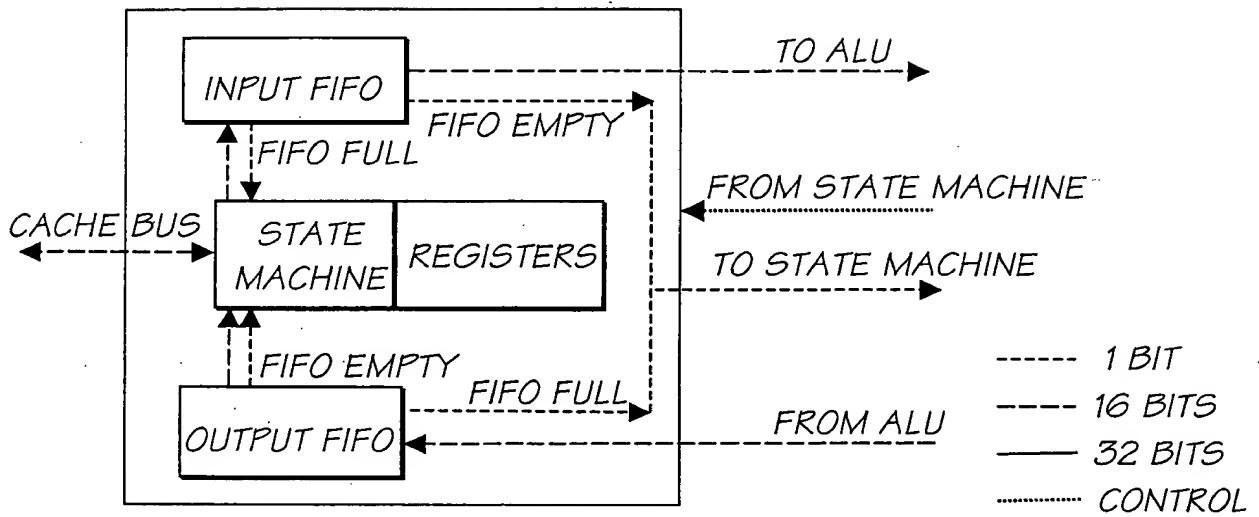 TO ALU
INPUT FIFO
FIFO EMPTY
FIFO FULL
FROM STATE MACHINE
CACHE BUS
STATE
MACHINE
REGISTERS
TO STATE MACHINE
FIFO EMPTY
1 BIT
FIFO FULL
16 BITS
FROM ALU
OUTPUT FIFO
32 BITS
CONTROL